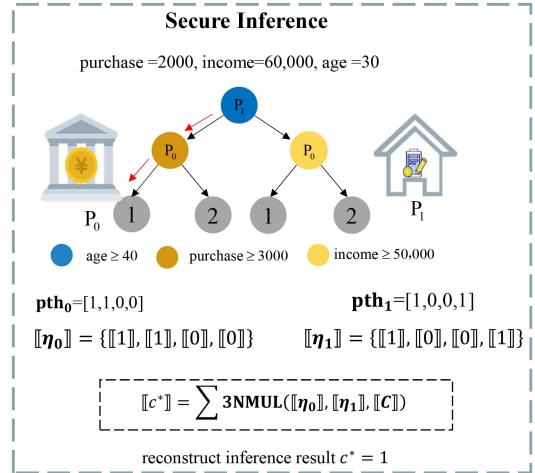 Secure Inference
purchase =2000, income=60,000, age =30
P₁
P₀ P₀
¥
1 2 1 2
P₀ P₁
age ≥ 40 purchase ≥ 3000 income ≥ 50,000
pth₀=[1,1,0,0] pth₁=[1,0,0,1]
⟦η₀⟧ = {⟦1⟧, ⟦1⟧, ⟦0⟧, ⟦0⟧} ⟦η₁⟧ = {⟦1⟧, ⟦0⟧, ⟦0⟧, ⟦1⟧}
⟦c*⟧ = ∑ 3NMUL(⟦η₀⟧, ⟦η₁⟧, ⟦C⟧)
reconstruct inference result c* = 1